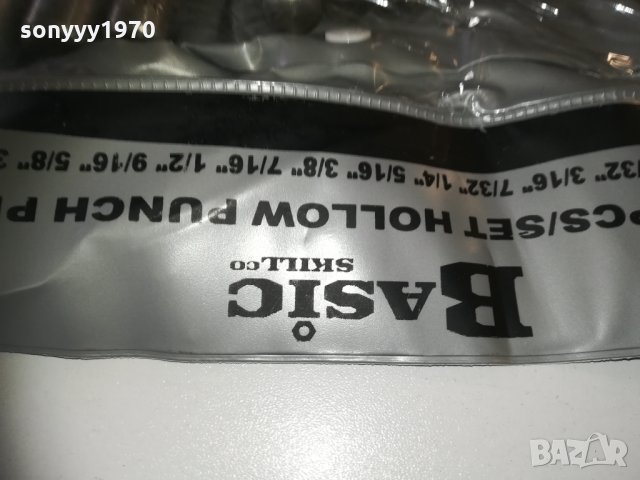 sonyyy1970
BASIC
SKILL CO
PCS/SET HOLLOW PUNCH
3/16" 7/32" 1/4" 5/16" 3/8" 7/16" 1/2" 9/16" 5/8"
BAZAR